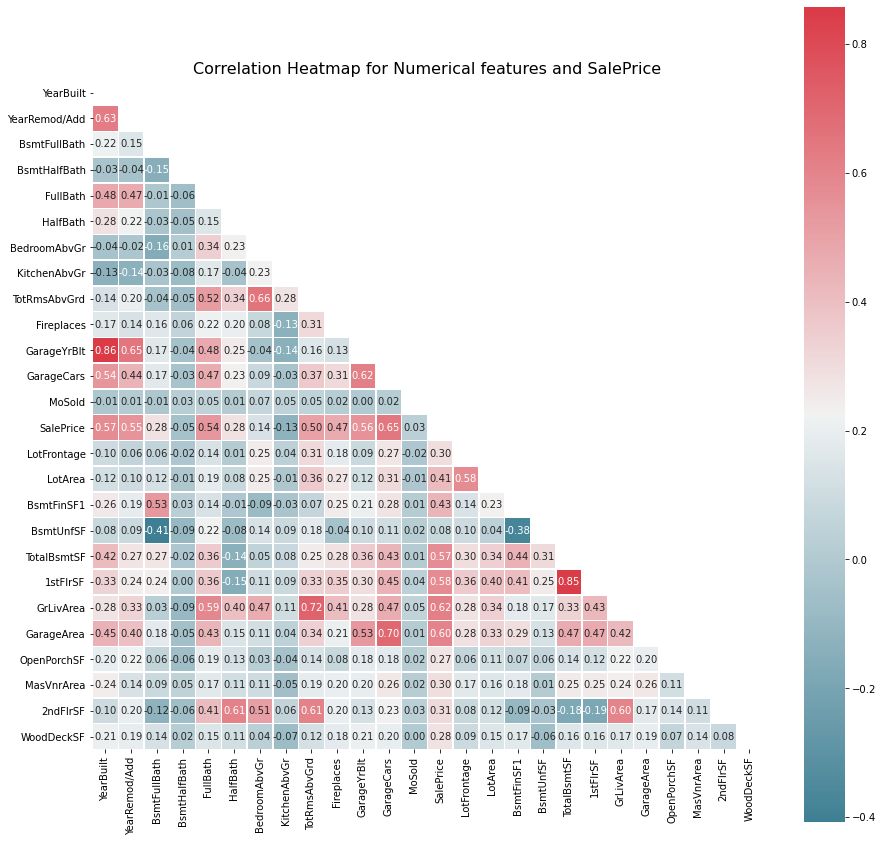 Correlation Heatmap for Numerical features and SalePrice
0.8
0.6
0.4
0.2
0.0
−0.2
−0.4
YearBuilt
YearRemod/Add 0.63
BsmtFullBath 0.22 0.15
BsmtHalfBath -0.03 -0.04 -0.15
FullBath 0.48 0.47 -0.01 -0.06
HalfBath 0.28 0.22 -0.03 -0.05 0.15
BedroomAbvGr -0.04 -0.02 -0.16 0.01 0.34 0.23
KitchenAbvGr -0.13 -0.14 -0.03 -0.08 0.17 -0.04 0.23
TotRmsAbvGrd 0.14 0.20 -0.04 -0.05 0.52 0.34 0.66 0.28
Fireplaces 0.17 0.14 0.16 0.06 0.22 0.20 0.08 -0.13 0.31
GarageYrBlt 0.86 0.65 0.17 -0.04 0.48 0.25 -0.04 -0.14 0.16 0.13
GarageCars 0.54 0.44 0.17 -0.03 0.47 0.23 0.09 -0.03 0.37 0.31 0.62
MoSold -0.01 0.01 -0.01 0.03 0.05 0.01 0.07 0.05 0.05 0.02 0.00 0.02
SalePrice 0.57 0.55 0.28 -0.05 0.54 0.28 0.14 -0.13 0.50 0.47 0.56 0.65 0.03
LotFrontage 0.10 0.06 0.06 -0.02 0.14 0.01 0.25 0.04 0.31 0.18 0.09 0.27 -0.02 0.30
LotArea 0.12 0.10 0.12 -0.01 0.19 0.08 0.25 -0.01 0.36 0.27 0.12 0.31 -0.01 0.41 0.58
BsmtFinSF1 0.26 0.19 0.53 0.03 0.14 -0.01 -0.09 -0.03 0.07 0.25 0.21 0.28 0.01 0.43 0.14 0.23
BsmtUnfSF 0.08 0.09 -0.41 -0.09 0.22 -0.08 0.14 0.09 0.18 -0.04 0.10 0.11 0.02 0.08 0.10 0.04 -0.38
TotalBsmtSF 0.42 0.27 0.27 -0.02 0.36 -0.14 0.05 0.08 0.25 0.28 0.36 0.43 0.01 0.57 0.30 0.34 0.44 0.31
1stFlrSF 0.33 0.24 0.24 0.00 0.36 -0.15 0.11 0.09 0.33 0.35 0.30 0.45 0.04 0.58 0.36 0.40 0.41 0.25 0.85
GrLivArea 0.28 0.33 0.03 -0.09 0.59 0.40 0.47 0.11 0.72 0.41 0.28 0.47 0.05 0.62 0.28 0.34 0.18 0.17 0.33 0.43
GarageArea 0.45 0.40 0.18 -0.05 0.43 0.15 0.11 0.04 0.34 0.21 0.53 0.70 0.01 0.60 0.28 0.33 0.29 0.13 0.47 0.47 0.42
OpenPorchSF 0.20 0.22 0.06 -0.06 0.19 0.13 0.03 -0.04 0.14 0.08 0.18 0.18 0.02 0.27 0.06 0.11 0.07 0.06 0.14 0.12 0.22 0.20
MasVnrArea 0.24 0.14 0.09 0.05 0.17 0.11 0.11 -0.05 0.19 0.20 0.20 0.26 0.02 0.30 0.17 0.16 0.18 0.01 0.25 0.25 0.24 0.26 0.11
2ndFlrSF 0.10 0.20 -0.12 -0.06 0.41 0.61 0.51 0.06 0.61 0.20 0.13 0.23 0.03 0.31 0.08 0.12 -0.09 -0.03 -0.18 -0.19 0.60 0.17 0.14 0.11
WoodDeckSF 0.21 0.19 0.14 0.02 0.15 0.11 0.04 -0.07 0.12 0.18 0.21 0.20 0.00 0.28 0.09 0.15 0.17 -0.06 0.16 0.16 0.17 0.19 0.07 0.14 0.08
YearBuilt
YearRemod/Add
BsmtFullBath
BsmtHalfBath
FullBath
HalfBath
BedroomAbvGr
KitchenAbvGr
TotRmsAbvGrd
Fireplaces
GarageYrBlt
GarageCars
MoSold
SalePrice
LotFrontage
LotArea
BsmtFinSF1
BsmtUnfSF
TotalBsmtSF
1stFlrSF
GrLivArea
GarageArea
OpenPorchSF
MasVnrArea
2ndFlrSF
WoodDeckSF